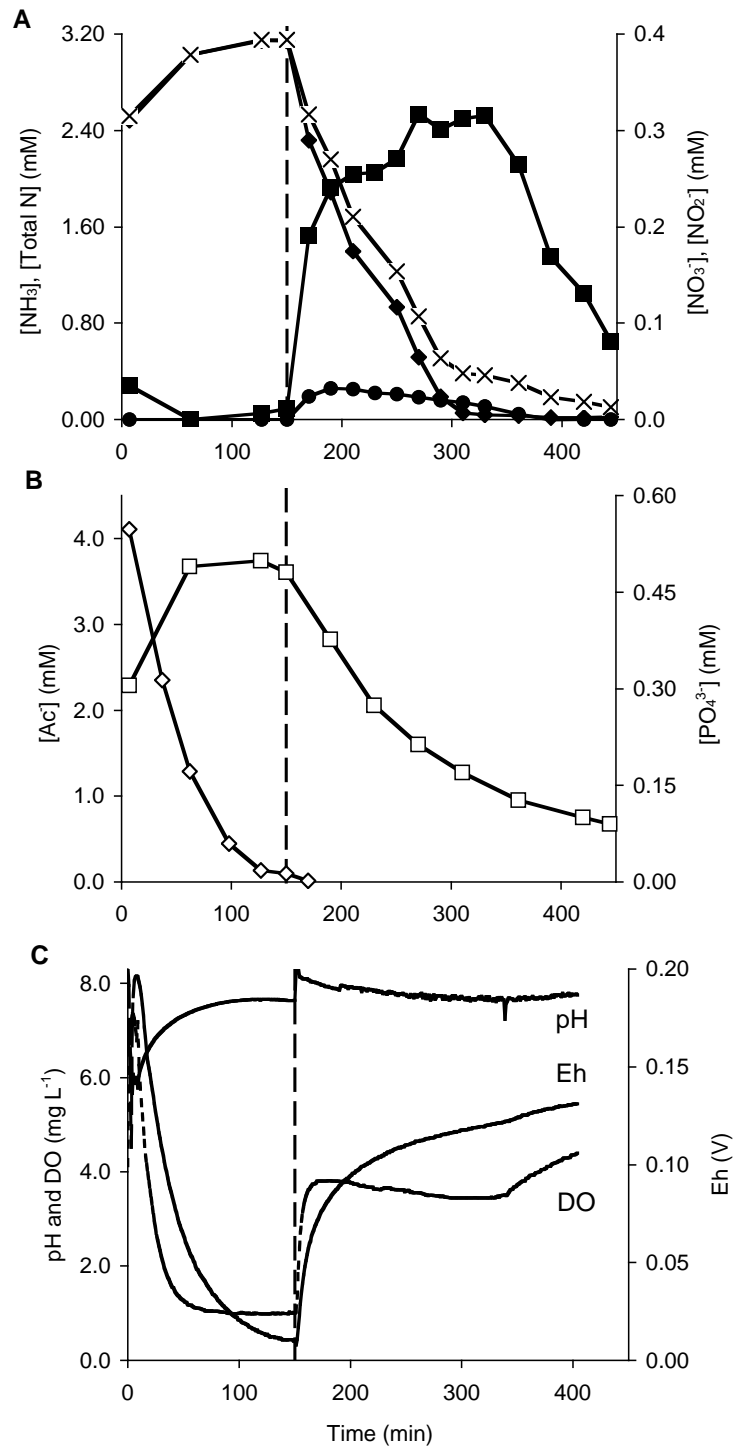 A
3.20
2.40
1.60
0.80
0.00
0.4
0.3
0.2
0.1
0.0
[NH₃], [Total N] (mM)
[NO₃⁻], [NO₂⁻] (mM)
0 100 200 300 400
B
4.0
3.0
2.0
1.0
0.0
0.60
0.45
0.30
0.15
0.00
[Ac⁻] (mM)
[PO₄³⁻] (mM)
0 100 200 300 400
C
8.0
6.0
4.0
2.0
0.0
0.20
0.15
0.10
0.05
0.00
pH and DO (mg L⁻¹)
Eh (V)
pH
Eh
DO
0 100 200 300 400
Time (min)